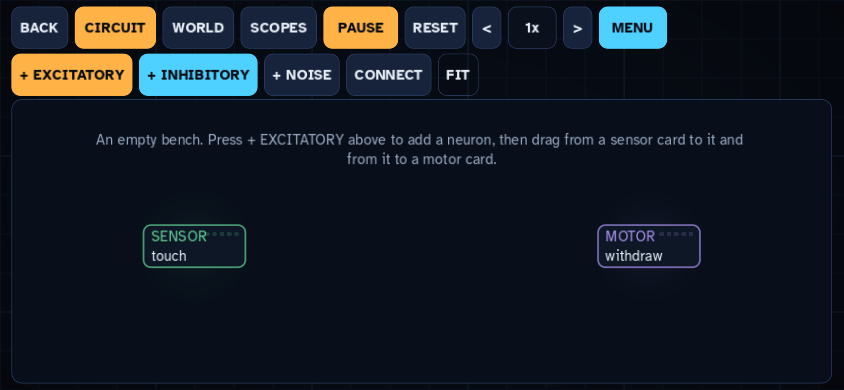 BACK CIRCUIT WORLD SCOPES PAUSE RESET < 1x > MENU
+ EXCITATORY + INHIBITORY + NOISE CONNECT FIT
An empty bench. Press + EXCITATORY above to add a neuron, then drag from a sensor card to it and
from it to a motor card.
SENSOR MOTOR
touch withdraw